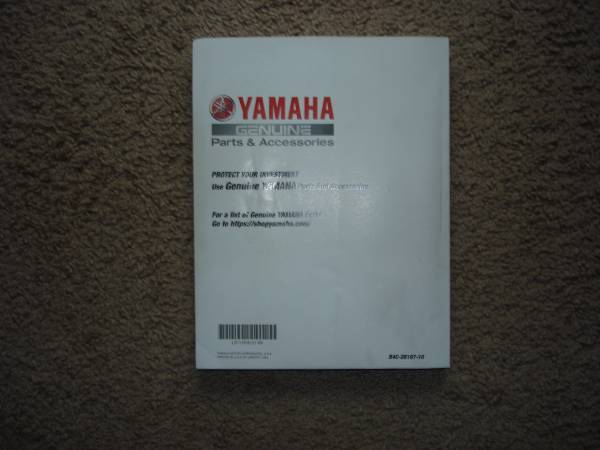 YAMAHA
GENUINE
Parts & Accessories
PROTECT YOUR INVESTMENT
Use Genuine YAMAHA Parts And Accessories
For a list of Genuine YAMAHA Parts
Go to https://shopyamaha.com/